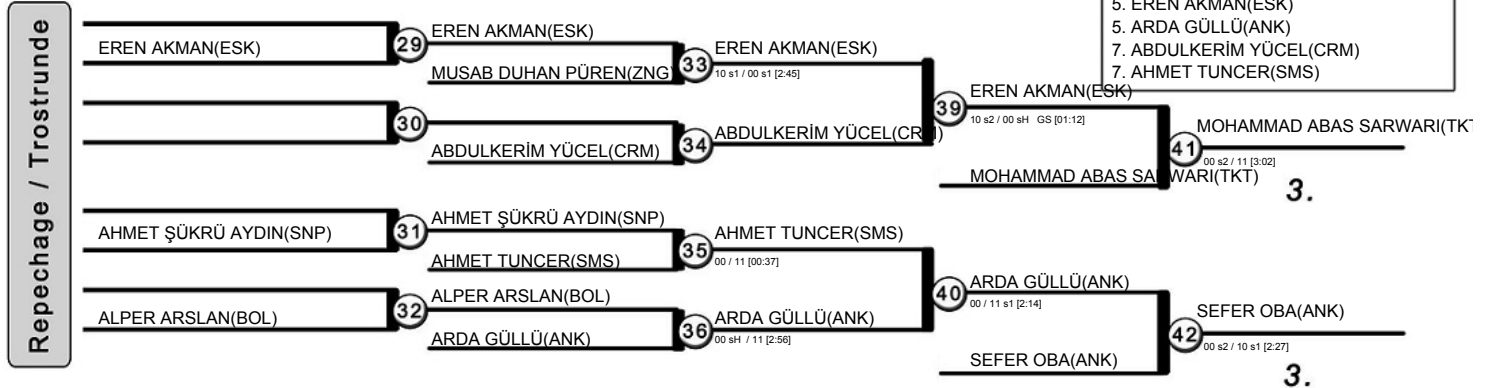 Repechage / Trostrunde
5. EREN AKMAN(ESK)
5. ARDA GÜLLÜ(ANK)
7. ABDULKERİM YÜCEL(CRM)
7. AHMET TUNCER(SMS)
EREN AKMAN(ESK)
29
30
AHMET ŞÜKRÜ AYDIN(SNP)
31
ALPER ARSLAN(BOL)
32
EREN AKMAN(ESK)
MUSAB DUHAN PÜREN(ZNG)
33
ABDULKERİM YÜCEL(CRM)
34
AHMET ŞÜKRÜ AYDIN(SNP)
AHMET TUNCER(SMS)
35
ALPER ARSLAN(BOL)
ARDA GÜLLÜ(ANK)
36
EREN AKMAN(ESK)
10 s1 / 00 s1 [2:45]
ABDULKERİM YÜCEL(CRM)
39
AHMET TUNCER(SMS)
00 / 11 [00:37]
ARDA GÜLLÜ(ANK)
00 sH / 11 [2:56]
40
EREN AKMAN(ESK)
10 s2 / 00 sH GS [01:12]
MOHAMMAD ABAS SARWARI(TKT)
41
ARDA GÜLLÜ(ANK)
00 / 11 s1 [2:14]
SEFER OBA(ANK)
42
MOHAMMAD ABAS SARWARI(TKT
00 s2 / 11 [3:02]
3.
SEFER OBA(ANK)
00 s2 / 10 s1 [2:27]
3.